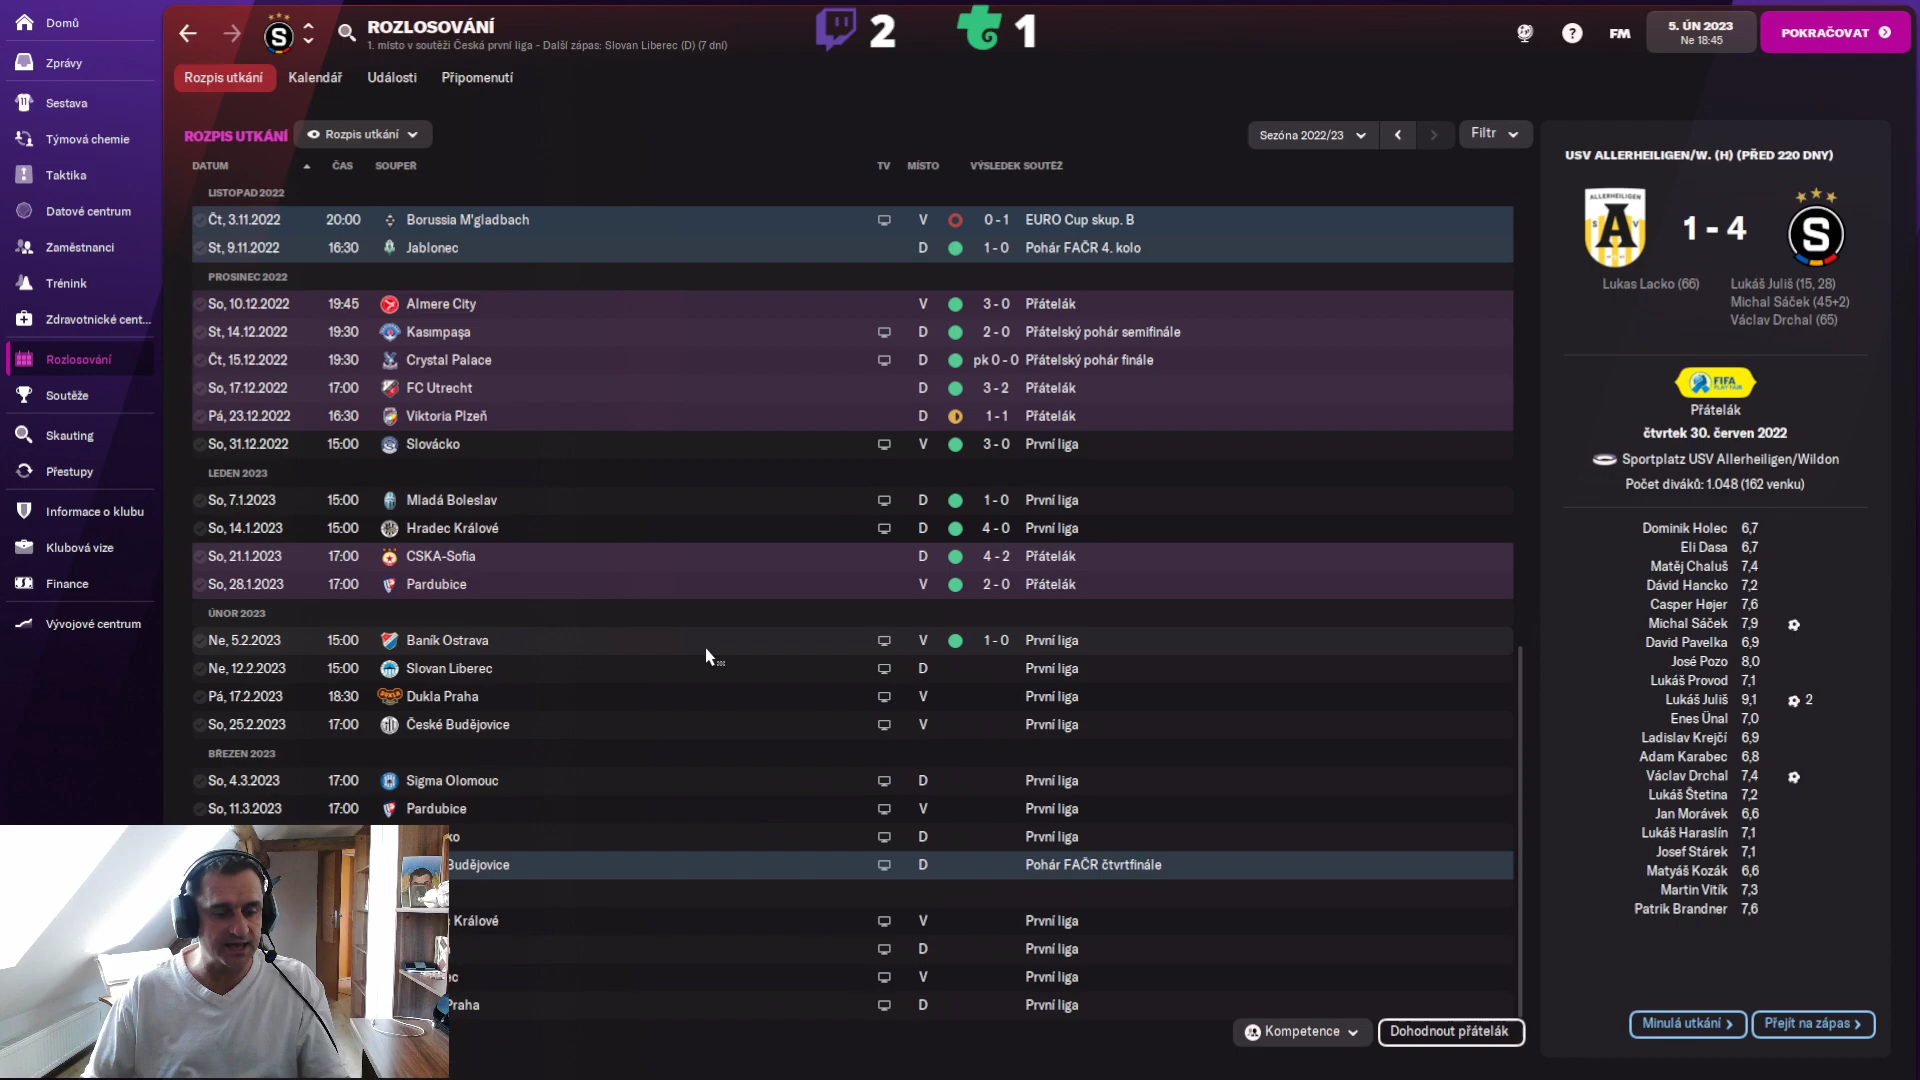 Domů
Zprávy
Sestava
Týmová chemie
Taktika
Datové centrum
Zaměstnanci
Trénink
Zdravotnické cent...
Rozlosování
Soutěže
Skauting
Přestupy
Informace o klubu
Klubová vize
Finance
Vývojové centrum
S
ROZLOSOVÁNÍ
1. místo v soutěži Česká první liga - Další zápas: Slovan Liberec (D) (7 dní)
2
1
?
FM
5. ÚN 2023
Ne 18:45
POKRAČOVAT
Rozpis utkání
Kalendář
Události
Připomenutí
ROZPIS UTKÁNÍ
Rozpis utkání
Sezóna 2022/23
Filtr
DATUM ČAS SOUPEŘ TV MÍSTO VÝSLEDEK SOUTĚŽ
LISTOPAD 2022
Čt, 3.11.2022 20:00 Borussia M'gladbach V 0 - 1 EURO Cup skup. B
St, 9.11.2022 16:30 Jablonec D 1 - 0 Pohár FAČR 4. kolo
PROSINEC 2022
So, 10.12.2022 19:45 Almere City V 3 - 0 Přátelák
St, 14.12.2022 19:30 Kasımpaşa D 2 - 0 Přátelský pohár semifinále
Čt, 15.12.2022 19:30 Crystal Palace D pk 0 - 0 Přátelský pohár finále
So, 17.12.2022 17:00 FC Utrecht D 3 - 2 Přátelák
Pá, 23.12.2022 16:30 Viktoria Plzeň D 1 - 1 Přátelák
So, 31.12.2022 15:00 Slovácko V 3 - 0 První liga
LEDEN 2023
So, 7.1.2023 15:00 Mladá Boleslav D 1 - 0 První liga
So, 14.1.2023 15:00 Hradec Králové D 4 - 0 První liga
So, 21.1.2023 17:00 CSKA-Sofia D 4 - 2 Přátelák
So, 28.1.2023 17:00 Pardubice V 2 - 0 Přátelák
ÚNOR 2023
Ne, 5.2.2023 15:00 Baník Ostrava V 1 - 0 První liga
Ne, 12.2.2023 15:00 Slovan Liberec D První liga
Pá, 17.2.2023 18:30 Dukla Praha V První liga
So, 25.2.2023 17:00 České Budějovice V První liga
BŘEZEN 2023
So, 4.3.2023 17:00 Sigma Olomouc D První liga
So, 11.3.2023 17:00 Pardubice V První liga
ko D První liga
Budějovice D Pohár FAČR čtvrtfinále
Králové V První liga
D První liga
ec V První liga
Praha D První liga
Kompetence
Dohodnout přátelák
USV ALLERHEILIGEN/W. (H) (PŘED 220 DNY)
ALLERHEILIGEN
A
1 - 4
S
Lukas Lacko (66)
Lukáš Juliš (15, 28)
Michal Sáček (45+2)
Václav Drchal (65)
FIFA
Přátelák
čtvrtek 30. červen 2022
Sportplatz USV Allerheiligen/Wildon
Počet diváků: 1.048 (162 venku)
Dominik Holec 6,7
Eli Dasa 6,7
Matěj Chaluš 7,4
Dávid Hancko 7,2
Casper Højer 7,6
Michal Sáček 7,9
David Pavelka 6,9
José Pozo 8,0
Lukáš Provod 7,1
Lukáš Juliš 9,1 2
Enes Ünal 7,0
Ladislav Krejčí 6,9
Adam Karabec 6,8
Václav Drchal 7,4
Lukáš Štetina 7,2
Jan Morávek 6,6
Lukáš Haraslín 7,1
Josef Stárek 7,1
Matyáš Kozák 6,6
Martin Vitík 7,3
Patrik Brandner 7,6
Minulá utkání
Přejít na zápas